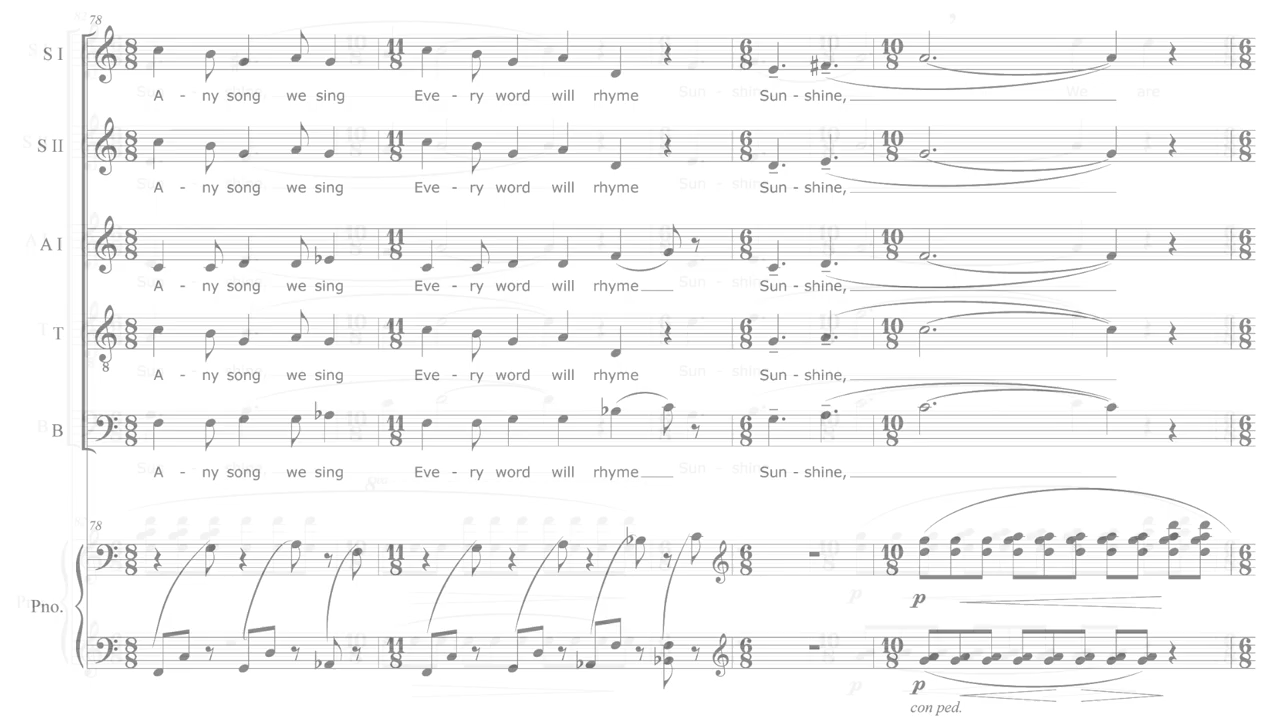 78
S I
A - ny song we sing Eve - ry word will rhyme Sun - shine,
S II
A - ny song we sing Eve - ry word will rhyme Sun - shine,
A I
A - ny song we sing Eve - ry word will rhyme Sun - shine,
T
8
A - ny song we sing Eve - ry word will rhyme Sun - shine,
B
A - ny song we sing Eve - ry word will rhyme Sun - shine,
78
Pno.
p
p
con ped.